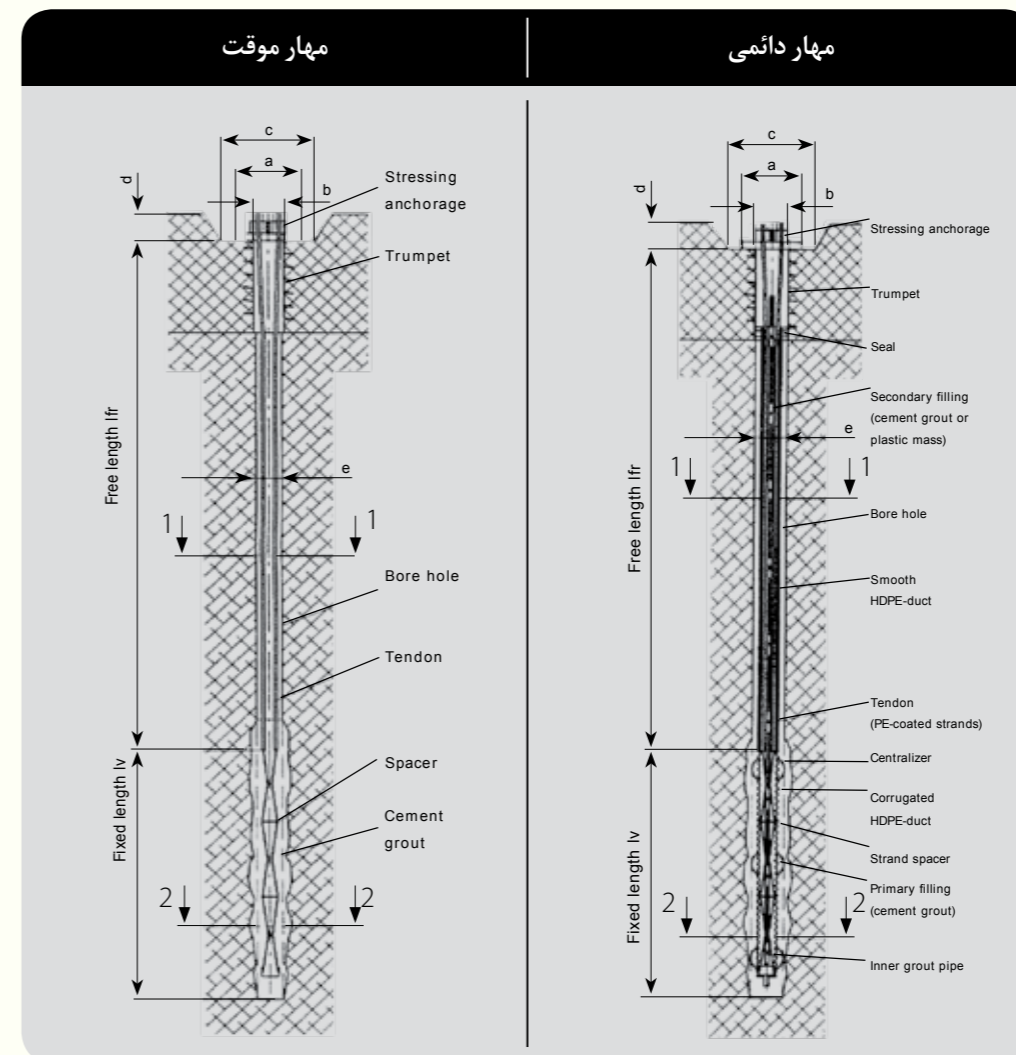 مهار موقت
c
a
d
b
Stressing
anchorage
Trumpet
Free length lfr
e
1
1
Bore hole
Tendon
Spacer
Cement
grout
Fixed length lv
2
2
مهار دائمی
c
a
d
b
Stressing anchorage
Trumpet
Seal
Secondary filling
(cement grout or
plastic mass)
e
Free length lfr
1
1
Bore hole
Smooth
HDPE-duct
Tendon
(PE-coated strands)
Centralizer
Corrugated
HDPE-duct
Strand spacer
Primary filling
(cement grout)
Fixed length lv
2
2
Inner grout pipe